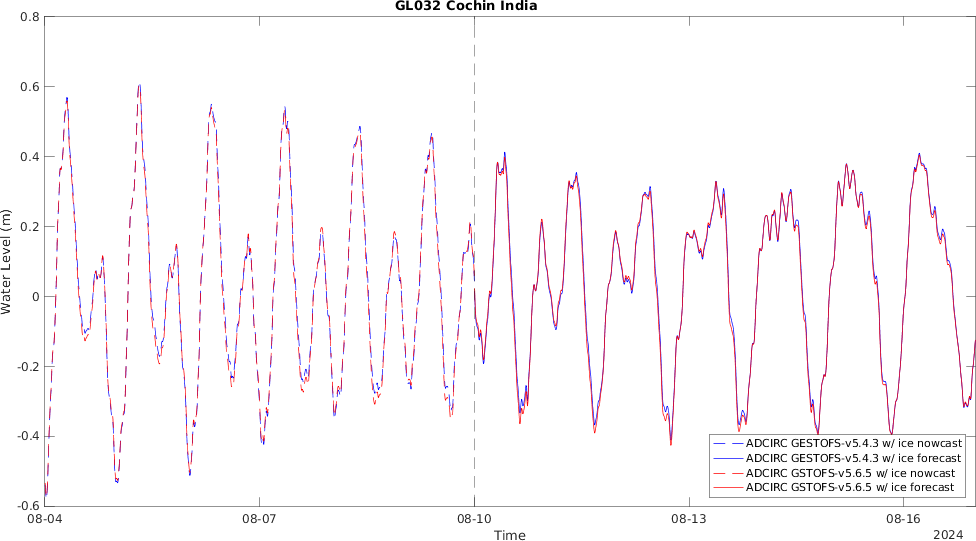 GL032 Cochin India
0.8
0.6
0.4
0.2
0
-0.2
-0.4
-0.6
Water Level (m)
08-04
08-07
08-10
08-13
08-16
Time
2024
ADCIRC GESTOFS-v5.4.3 w/ ice nowcast
ADCIRC GESTOFS-v5.4.3 w/ ice forecast
ADCIRC GSTOFS-v5.6.5 w/ ice nowcast
ADCIRC GSTOFS-v5.6.5 w/ ice forecast